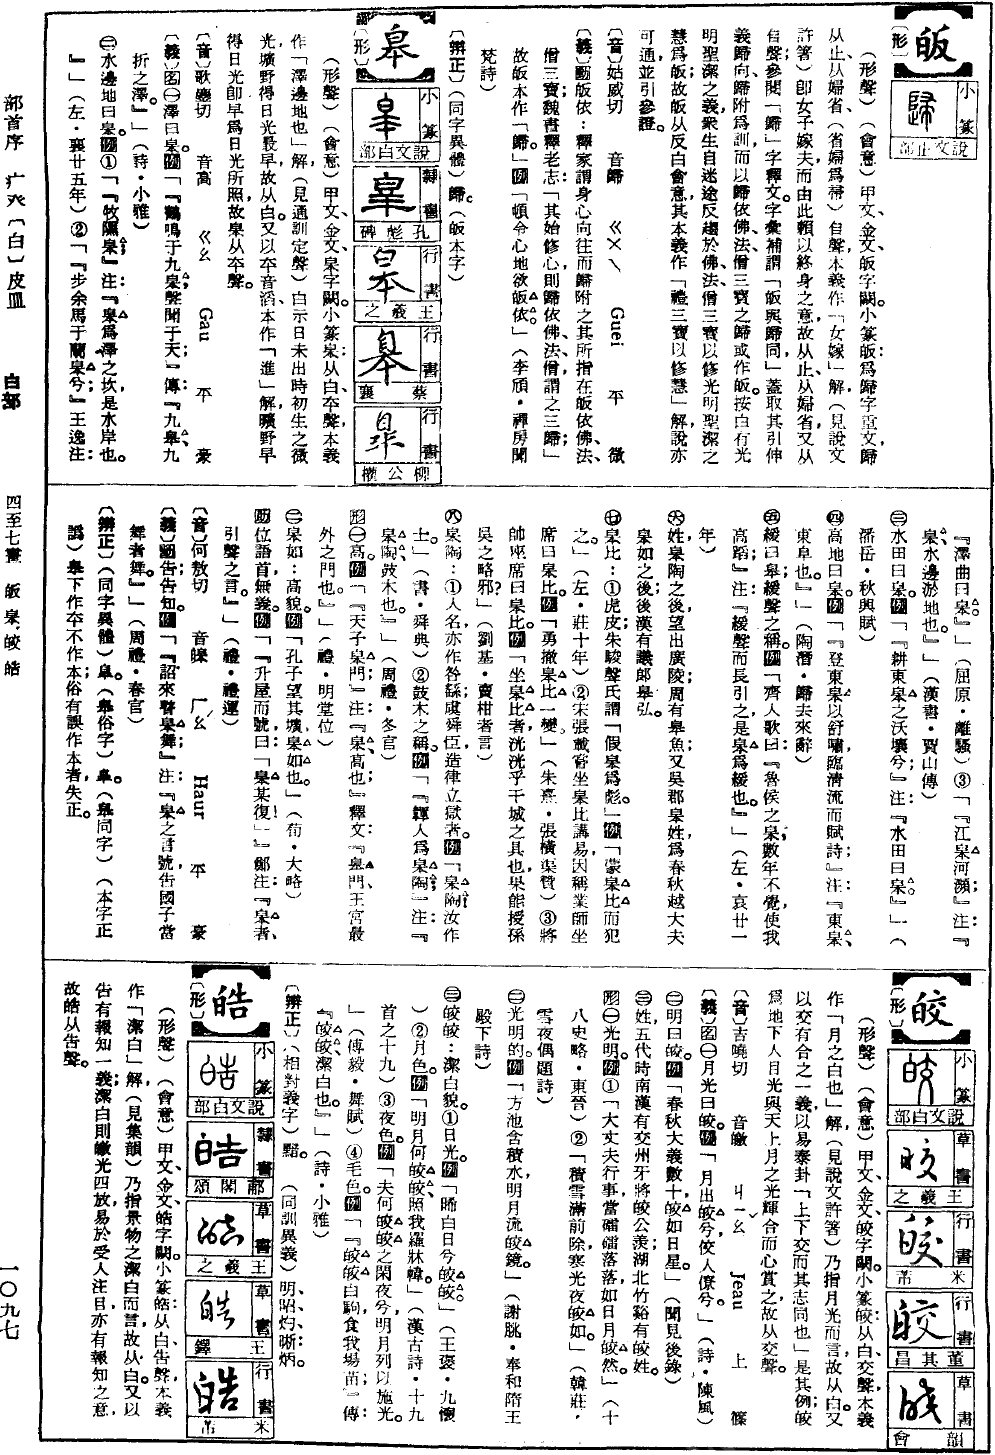 部首序 疒癶〔白〕皮皿 白部 四至七畫 皈皋皎皓 一〇九七
皈
〔形〕
小篆
說文止部
（形聲）（會意）甲文、金文皈字闕。小篆皈：爲歸字重文，歸
从止，从婦省，（省婦爲帚）𠂤聲，本義作「女嫁」解，（見說文
許箸）卽女子嫁夫而由此賴以終身之意，故从止，从婦省。又从
𠂤聲，參閱「歸」字釋文。字彙補謂「皈與歸同」蓋取其引伸
義歸向、歸附爲訓，而以歸依佛、法、僧三寶之歸或作皈。按白有光
明聖潔之義，衆生自迷途反趨於佛、法、僧三寶，以修光明聖潔之
慧爲皈，故皈从反白會意，其本義作「禮三寶以修慧」解，說亦
可通，並引參證。
〔音〕姑威切 音歸 ㄍㄨㄟ Guei 平 微
〔義〕動皈依：釋家謂身心向往而歸附之，其所指在皈依佛、法、
僧三寶；魏書釋老志「其始修心，則歸依佛、法、僧，謂之三歸」
故皈本作「歸」例「頓令心地欲皈依。」（李頎・禪房聞
梵詩）
〔辨正〕（同字異體）歸。（皈本字）
皋
〔形〕
小篆
說文白部
隸書
孔彪碑
行書
王羲之
行書
蔡襄
行書
柳公權
（形聲）（會意）甲文、金文皋字闕。小篆皋：从白，夲聲，本義
作「澤邊地也」解，（見通訓定聲）白示日未出時初生之微
光，曠野得日光最早，故从白。又以夲音滔，本作「進」解，曠野早
得日光卽早爲日光所照，故皋从夲聲。
〔音〕歌鏖切 音高 ㄍㄠ Gau 平 豪
〔義〕名㊀澤曰皋。例「『鶴鳴于九皋，聲聞于天』；傳『九皋，九
折之澤。』」（詩・小雅）
㊁水邊地曰皋。例①「『牧隰皋』；注：『皋爲澤之坎，是水岸也。
』」（左・襄廿五年）②「『步余馬于蘭皋兮』；王逸注：
『澤曲曰皋。』」（屈原・離騷）③「『江皋河瀕』；注：『
皋，水邊淤地也。』」（漢書・賈山傳）
㊂水田曰皋。例「『耕東皋之沃壤兮』；注：『水田曰皋。』」（
潘岳・秋興賦）
㊃高地曰皋。例「『登東皋以舒嘯，臨清流而賦詩』；注：『東皋，
東阜也。』」（陶潛・歸去來辭）
㊄緩曰皋，緩聲之稱。例「『齊人歌曰：『魯侯之皋，數年不覺，使我
高蹈』；注：『緩聲而長引之是皋爲緩也。』」（左・哀廿一
年）
㊅姓，皋陶之後，望出廣陵，周有皋魚；又吳郡皋姓，爲春秋越大夫
皋如之後，後漢有議郞皋弘。
㊆皋比：①虎皮，朱駿聲氏謂「假皋爲彪。」例「蒙皋比而犯
之。」（左・莊十年）②宋張載嘗坐皋比講易，因稱業師坐
席曰皋比。例「勇撤皋比，一變。」（朱熹・張橫渠贊）③將
帥座席曰皋比。例「坐皋比者，洸洸乎干城之具也，果能授孫
吳之略邪？」（劉基・賣柑者言）
㊇皋陶：①人名，亦作咎繇，虞舜臣，造律立獄者。例「皋陶，汝作
士。」（書・舜典）②鼓木之稱。例「『韗人爲皋陶』；注：『
皋陶，鼓木也。』」（周禮・冬官）
形㊀高。例「『天子皋門』；注『皋，高也』；釋文『皋門，王宮最
外之門也。』」（禮・明堂位）
㊁皋如：高貌。例「孔子望其壙，皋如也。」（荀・大略）
助位語首，無義。例「『升屋而號，曰：『皋某復』」；鄭注：『皋者，
引聲之言。』」（禮・禮運）
〔音〕何敖切 音嘷 ㄏㄠˊ Haur 平 豪
〔義〕動告，告知。例「『詔來瞽皋舞』；注：『皋之言號，告國子當
舞者舞。』」（周禮・春官）
〔辨正〕（同字異體）臯。（皋俗字）皐。（皋同字）（本字正
譌）皋下作夲不作本，俗有誤作本者失正。
皎
〔形〕
小篆
說文白部
草書
王羲之
行書
米芾
行書
董其昌
草書
韻會
（形聲）（會意）甲文、金文皎字闕。小篆皎：从白，交聲，本義
作「月之白也」解，（見說文許箸）乃指月光而言，故从白。又
以交有合之一義，以易泰卦「上下交而其志同也」是其例；皎
爲地下人目光與天上月之光輝合而心賞之，故从交聲。
〔音〕吉曉切 音皦 ㄐㄧㄠˇ Jeau 上 篠
〔義〕名㊀月光曰皎。例「月出皎兮，佼人僚兮。」（詩・陳風）
㊁明曰皎。例「春秋大義數十，皎如日星。」（聞見後錄）
㊂姓，五代時南漢有交州牙將皎公羨；湖北竹谿有皎姓。
形㊀光明。例①「大丈夫行事，當礌礌落落，如日月皎然。」（十
八史略・東晉）②「積雪滿前除，寒光夜皎如。」（韓莊・
雪夜偶題詩）
㊁光明的。例「方池含積水，明月流皎鏡。」（謝朓・奉和隋王
殿下詩）
㊂皎皎：潔白貌。①日光。例「晞白日兮皎皎。」（王褒・九懷
）②月色。例「明月何皎皎，照我羅牀幃。」（漢古詩・十九
首之十九）③夜色。例「夫何皎皎之閑夜兮，明月列以施光。
」（傅毅・舞賦）④毛色。例「『皎皎白駒，食我場苗』；傳：
『皎皎，潔白也。』」（詩・小雅）
〔辨正〕（相對義字）黯。（同訓異義）明、昭、灼、晰、炳。
皓
〔形〕
小篆
說文白部
隸書
郙閣頌
草書
王羲之
草書
王鐸
行書
米芾
（形聲）（會意）甲文、金文皓字闕。小篆皓：从白，告聲，本義
作「潔白」解，（見集韻）乃指景物之潔白而言，故从白。又以
告有報知一義，潔白則皦光四放，易於受人注目，亦有報知之意，
故皓从告聲。